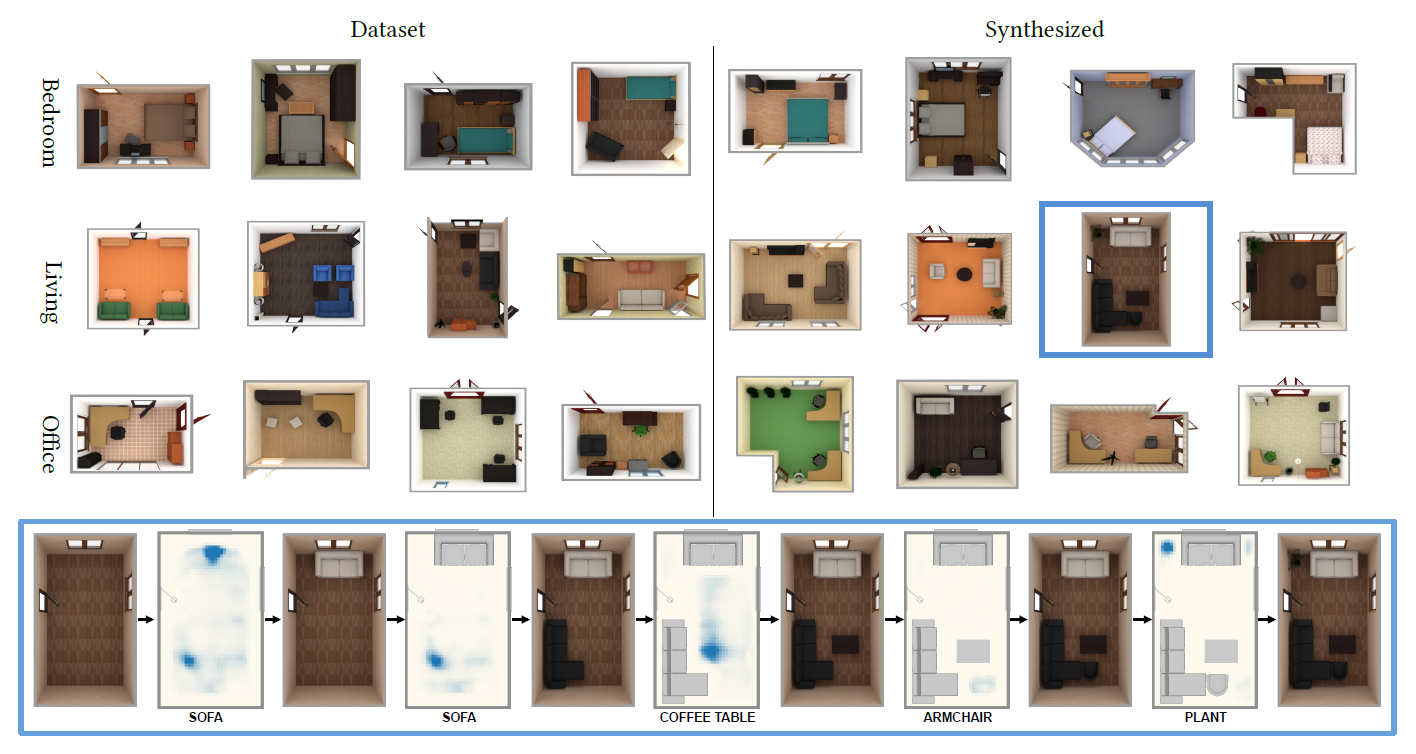 Dataset
Synthesized
Bedroom
Living
Office
SOFA
SOFA
COFFEE TABLE
ARMCHAIR
PLANT